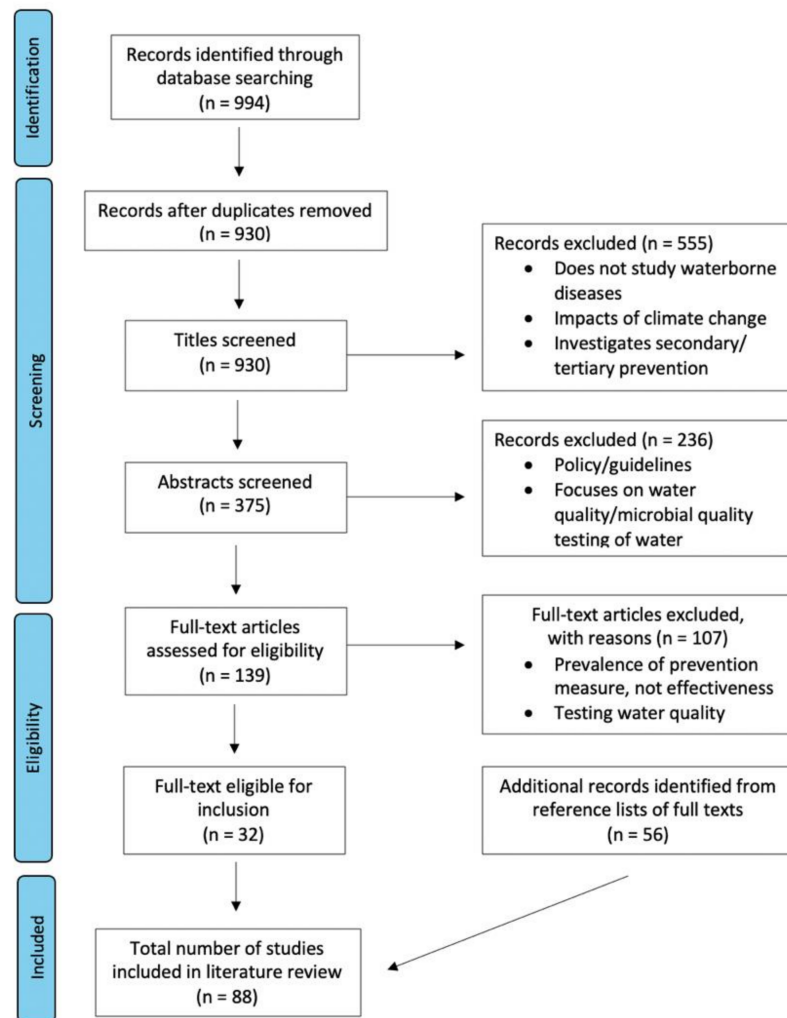 Identification
Records identified through
database searching
(n = 994)
Screening
Records after duplicates removed
(n = 930)
Titles screened
(n = 930)
Records excluded (n = 555)
• Does not study waterborne
diseases
• Impacts of climate change
• Investigates secondary/
tertiary prevention
Abstracts screened
(n = 375)
Records excluded (n = 236)
• Policy/guidelines
• Focuses on water
quality/microbial quality
testing of water
Eligibility
Full-text articles
assessed for eligibility
(n = 139)
Full-text articles excluded,
with reasons (n = 107)
• Prevalence of prevention
measure, not effectiveness
• Testing water quality
Full-text eligible for
inclusion
(n = 32)
Additional records identified from
reference lists of full texts
(n = 56)
Included
Total number of studies
included in literature review
(n = 88)